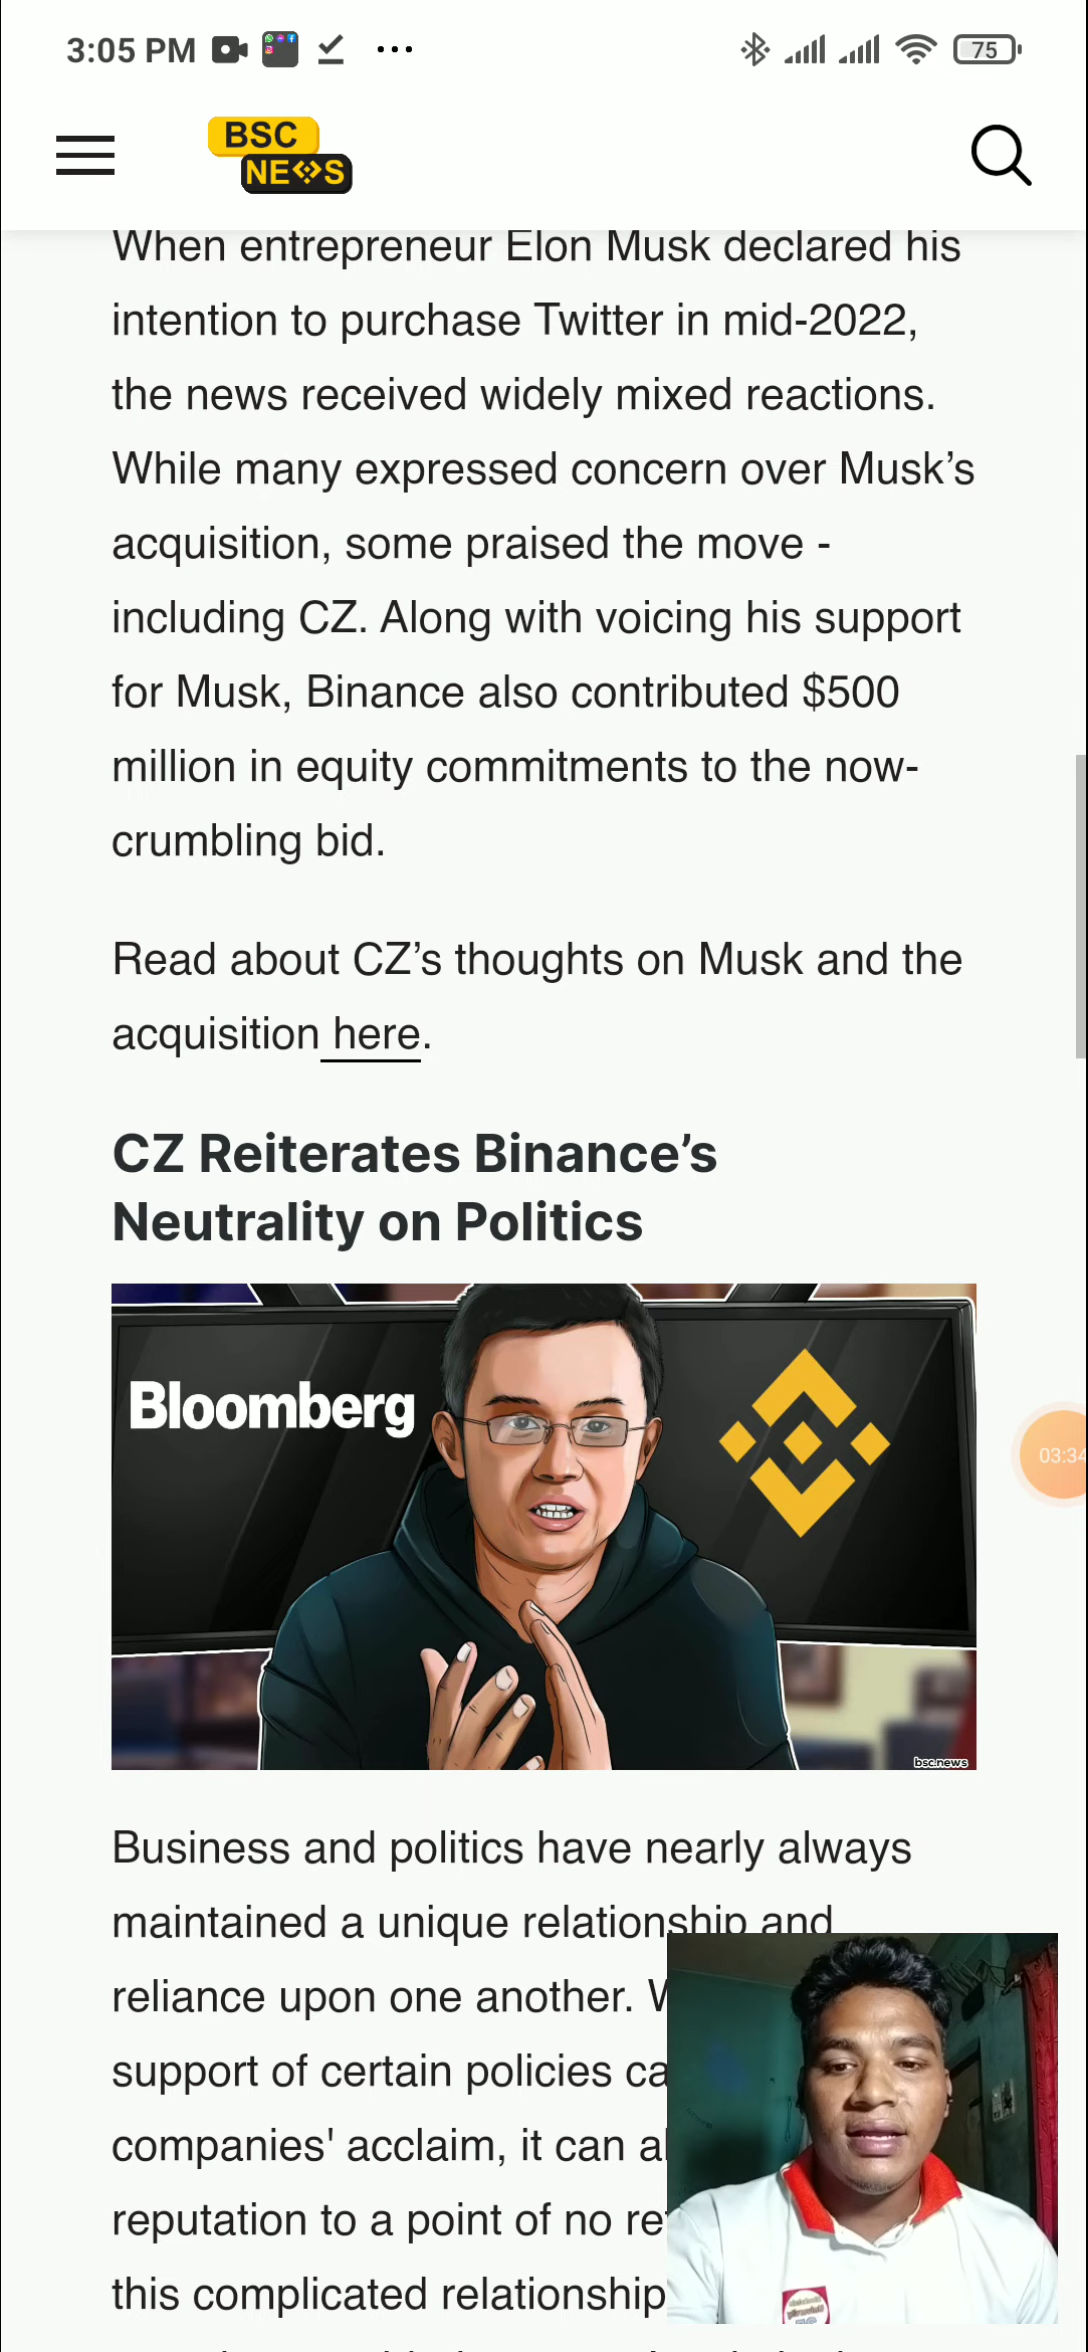 3:05 PM
75
BSC
NEWS
When entrepreneur Elon Musk declared his
intention to purchase Twitter in mid-2022,
the news received widely mixed reactions.
While many expressed concern over Musk’s
acquisition, some praised the move -
including CZ. Along with voicing his support
for Musk, Binance also contributed $500
million in equity commitments to the now-
crumbling bid.
Read about CZ’s thoughts on Musk and the
acquisition here.
CZ Reiterates Binance’s
Neutrality on Politics
Bloomberg
bsc.news
03:34
Business and politics have nearly always
maintained a unique relationship and
reliance upon one another.
support of certain policies ca
companies' acclaim, it can al
reputation to a point of no re
this complicated relationship